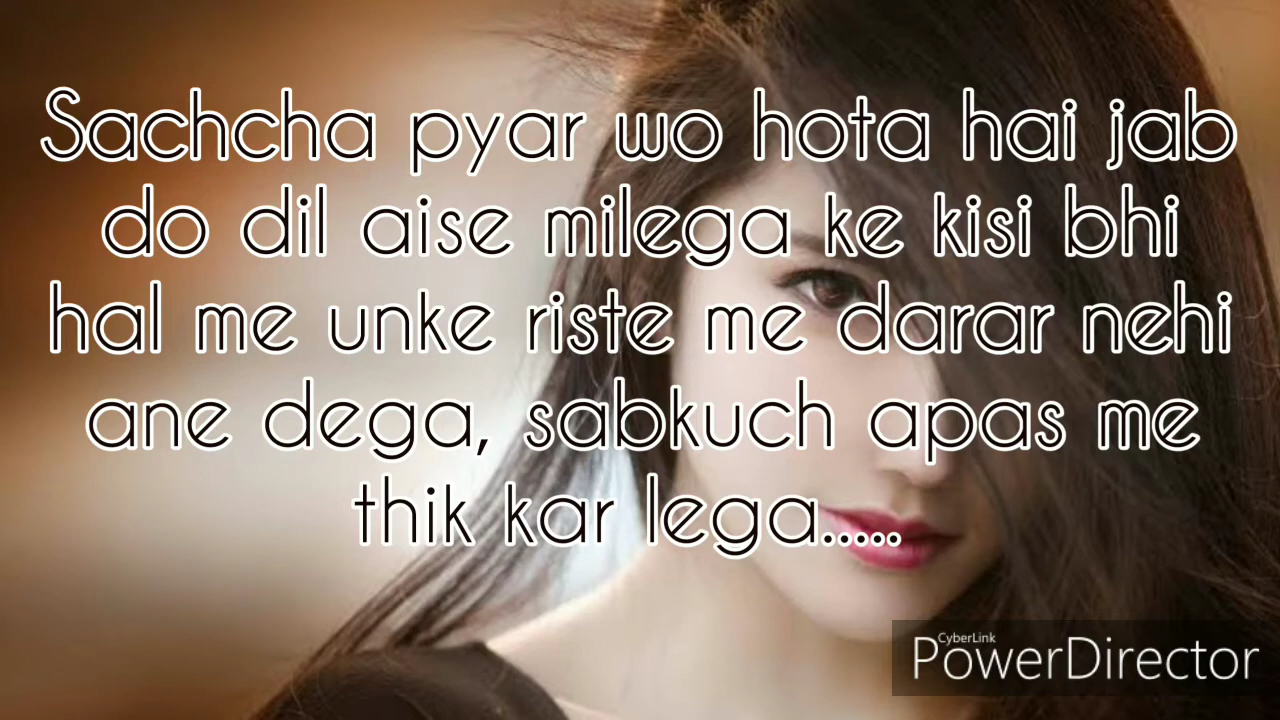 Sachcha pyar wo hota hai jab
do dil aise milega ke kisi bhi
hal me unke riste me darar nehi
ane dega, sabkuch apas me
thik kar lega.....
CyberLink
PowerDirector